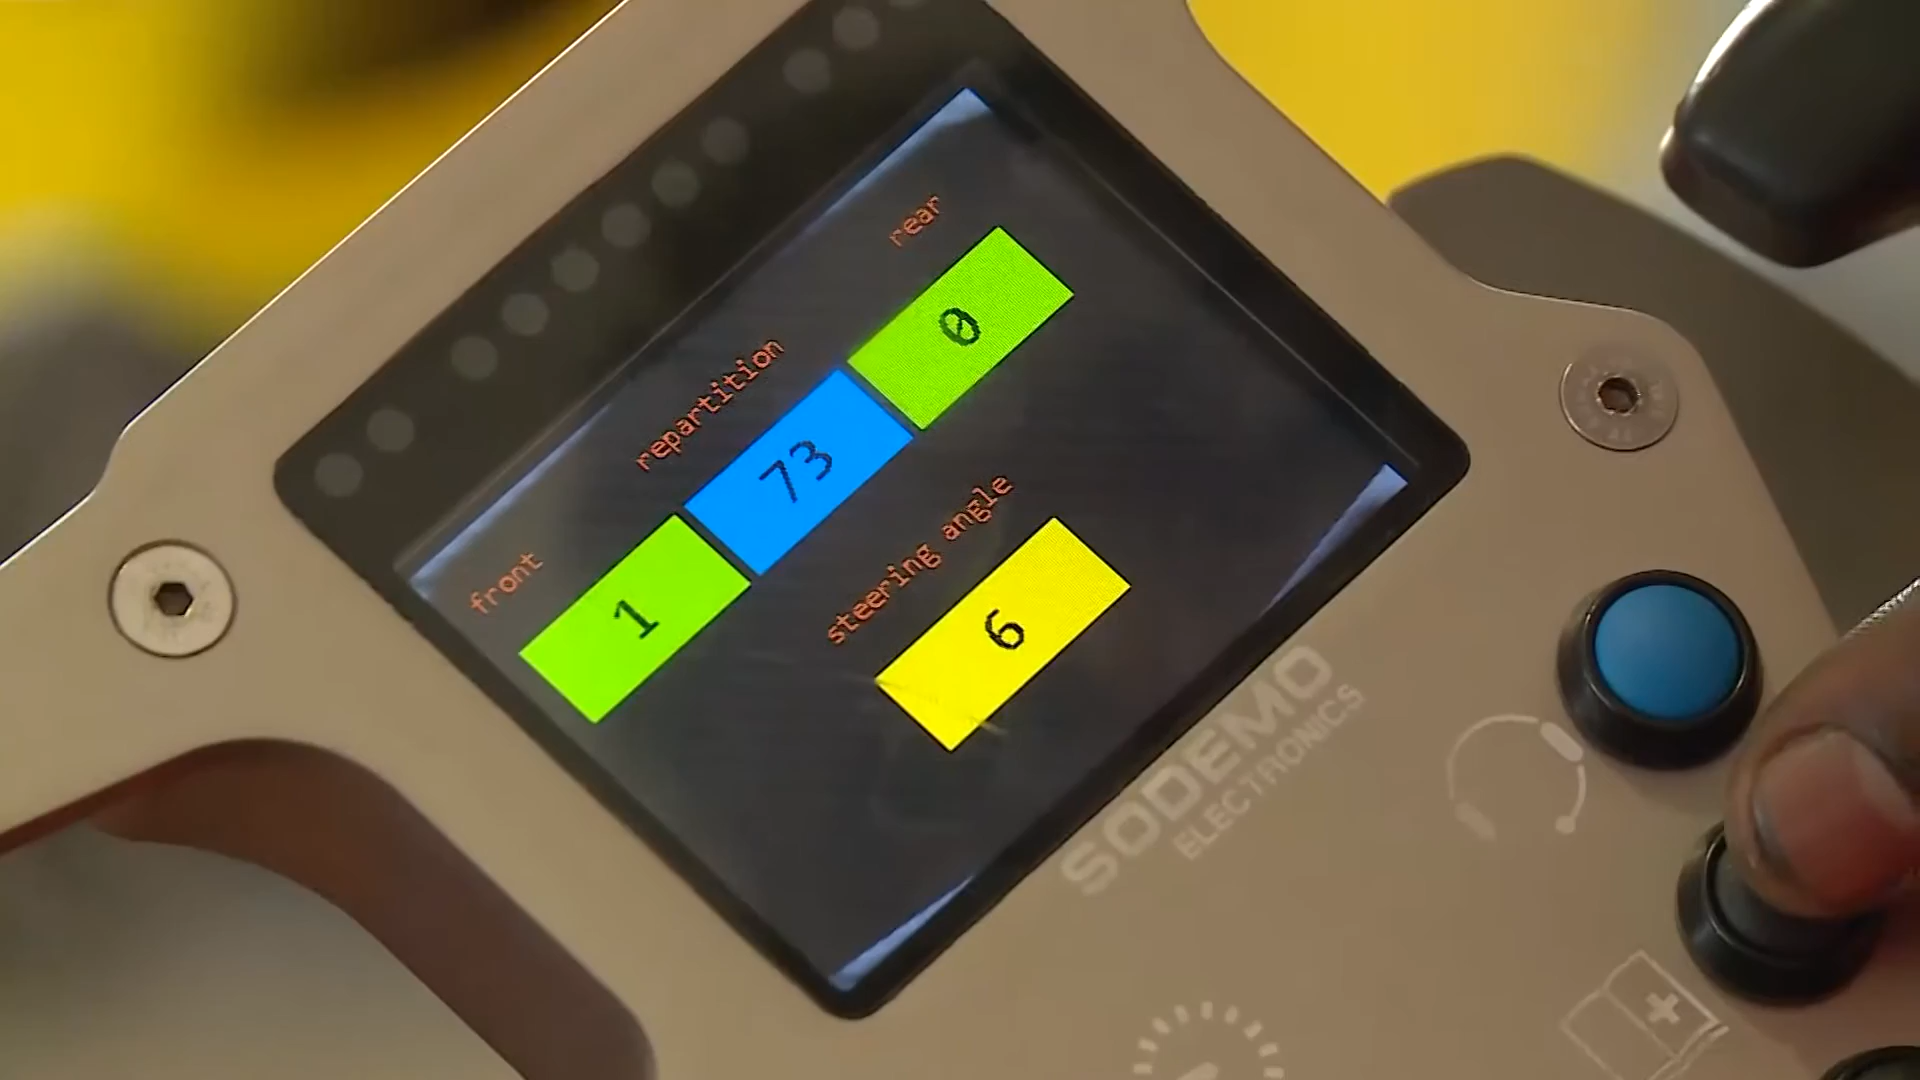 front repartition rear
1 73 0
steering angle
6
SODEMO
ELECTRONICS